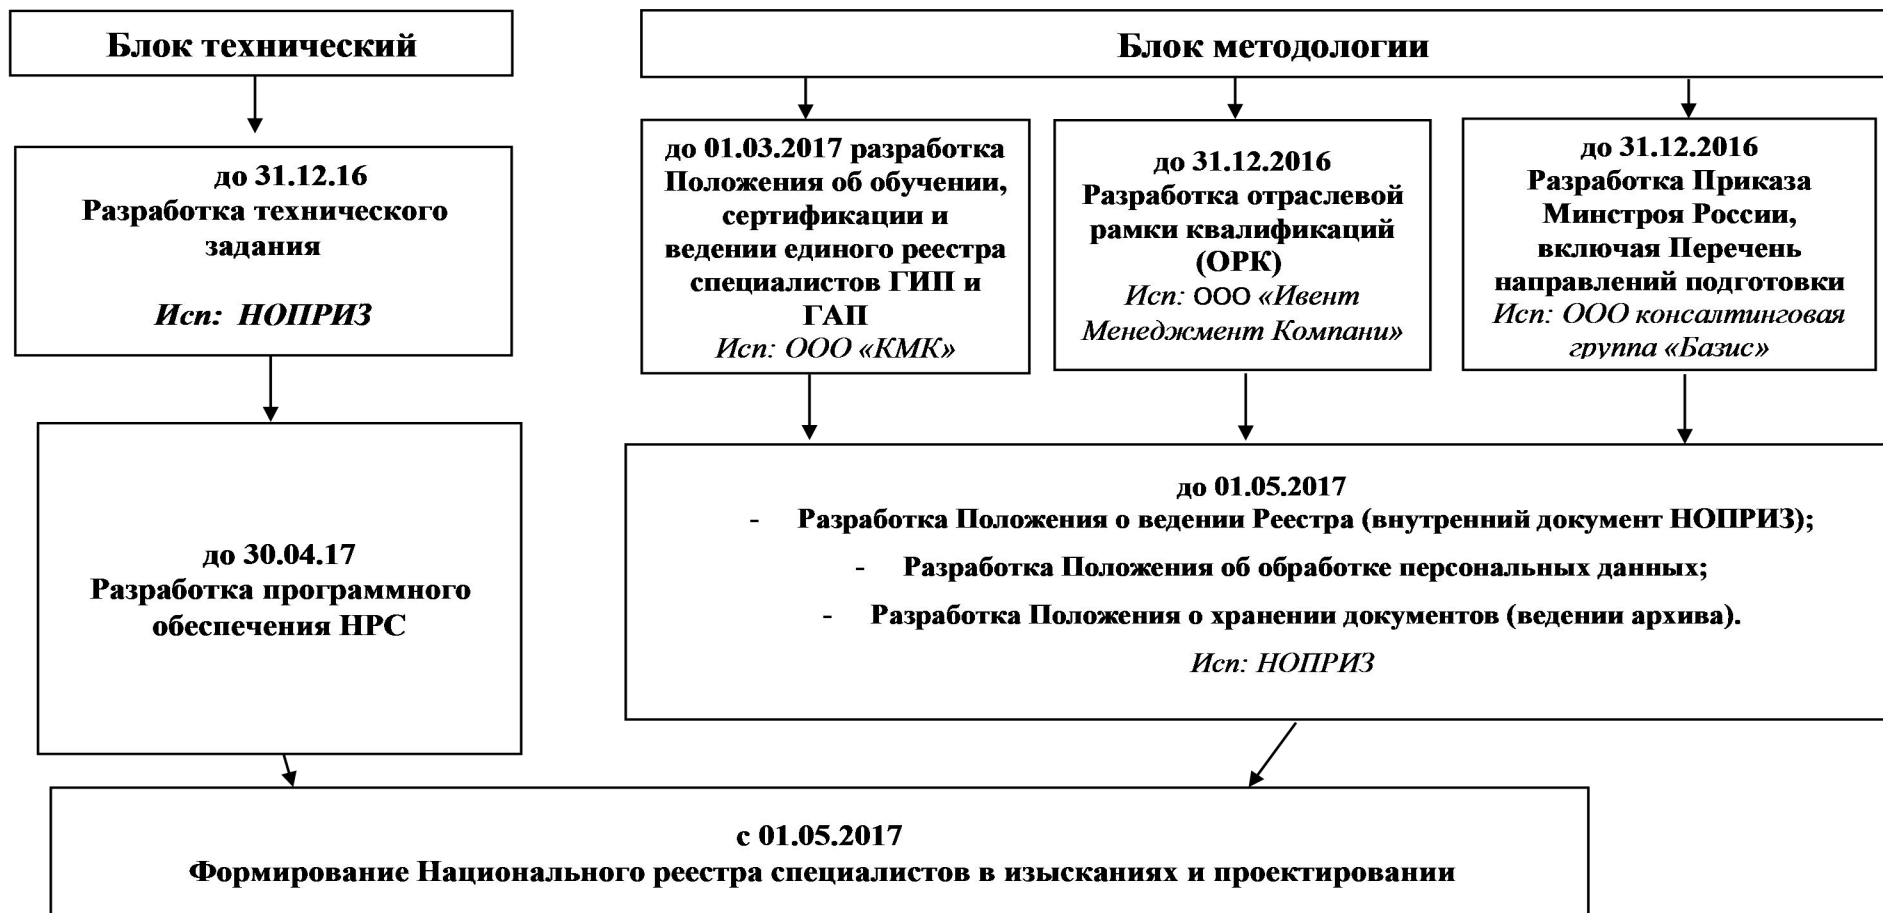 Блок технический
до 31.12.16
Разработка технического
задания
Исп: НОПРИЗ
до 30.04.17
Разработка программного
обеспечения НРС
Блок методологии
до 01.03.2017 разработка
Положения об обучении,
сертификации и
ведении единого реестра
специалистов ГИП и
ГАП
Исп: ООО «КМК»
до 31.12.2016
Разработка отраслевой
рамки квалификаций
(ОРК)
Исп: ООО «Ивент
Менеджмент Компани»
до 31.12.2016
Разработка Приказа
Минстроя России,
включая Перечень
направлений подготовки
Исп: ООО консалтинговая
группа «Базис»
до 01.05.2017
- Разработка Положения о ведении Реестра (внутренний документ НОПРИЗ);
- Разработка Положения об обработке персональных данных;
- Разработка Положения о хранении документов (ведении архива).
Исп: НОПРИЗ
с 01.05.2017
Формирование Национального реестра специалистов в изысканиях и проектировании